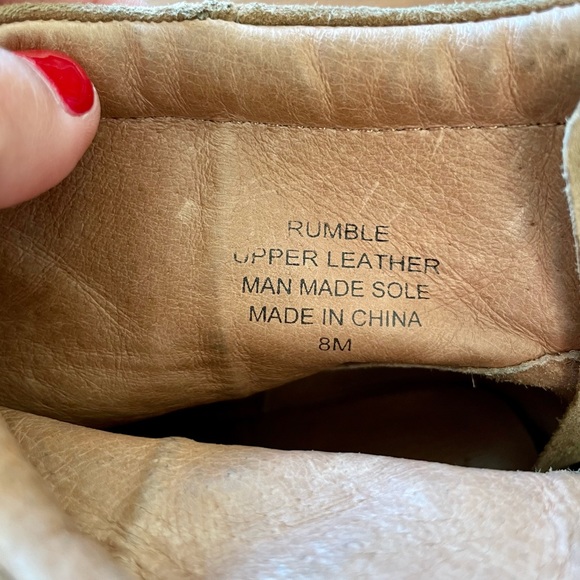 RUMBLE
UPPER LEATHER
MAN MADE SOLE
MADE IN CHINA
8M